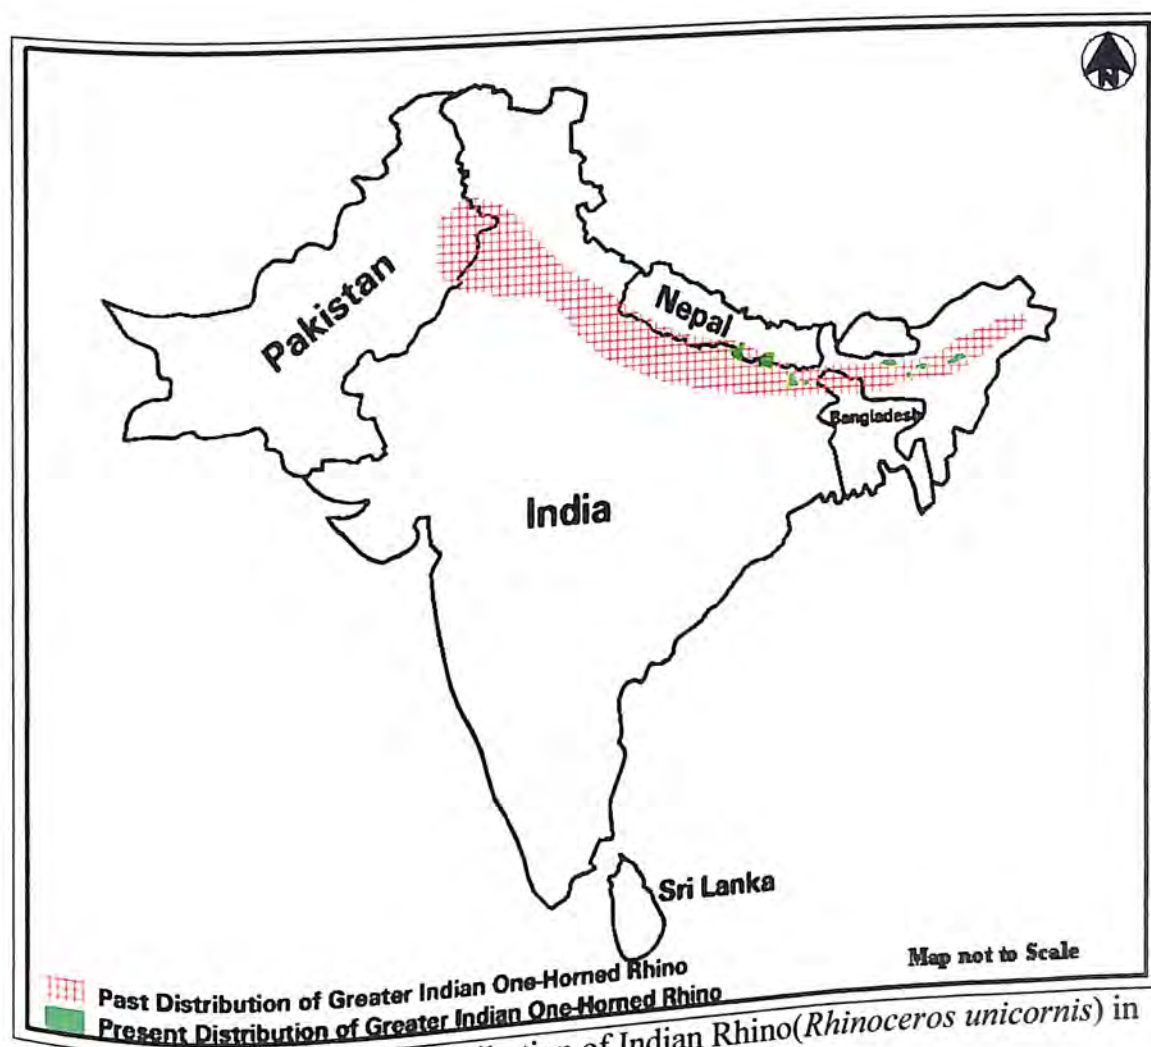 N
Pakistan
Nepal
Bangladesh
India
Sri Lanka
Map not to Scale
Past Distribution of Greater Indian One-Horned Rhino
Present Distribution of Greater Indian One-Horned Rhino
of Indian Rhino(Rhinoceros unicornis) in